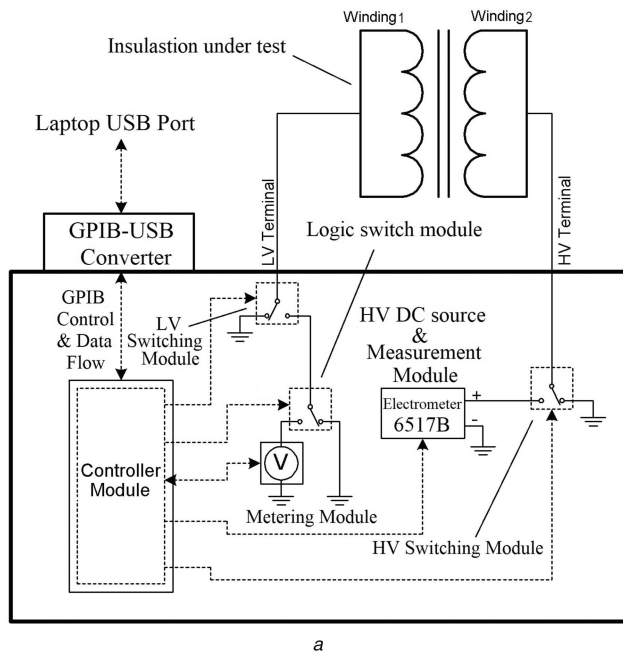 Winding1
Winding2
Insulastion under test
Laptop USB Port
LV Terminal
HV Terminal
Logic switch module
GPIB-USB
Converter
GPIB
Control
& Data
Flow
LV
Switching
Module
HV DC source
&
Measurement
Module
Electrometer
6517B
+
-
Controller
Module
V
Metering Module
HV Switching Module
a